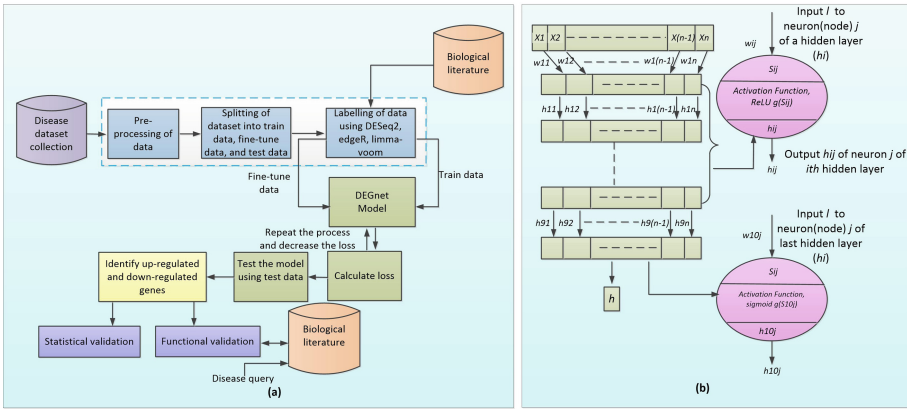 Biological
literature
Disease
dataset
collection
Pre-
processing of
data
Splitting of
dataset into train
data, fine-tune
data, and test data
Labelling of data
using DESeq2,
edgeR, limma-
voom
Fine-tune
data
Train data
DEGnet
Model
Repeat the process
and decrease the loss
Identify up-regulated
and down-regulated
genes
Test the model
using test data
Calculate loss
Statistical validation
Functional validation
Biological
literature
Disease query
(a)
X1 X2 X(n-1) Xn
w11 w12 w1(n-1) w1n
h11 h12 h1(n-1) h1n
h91 h92 h9(n-1) h9n
h
Input I to
neuron(node) j
of a hidden layer
(hi)
wij
Sij
Activation Function,
ReLU g(Sij)
hij
hij
Output hij of neuron j of
ith hidden layer
Input I to
neuron(node) j of
last hidden layer
(hi)
w10j
Sij
Activation Function,
sigmoid g(S10j)
h10j
h10j
(b)